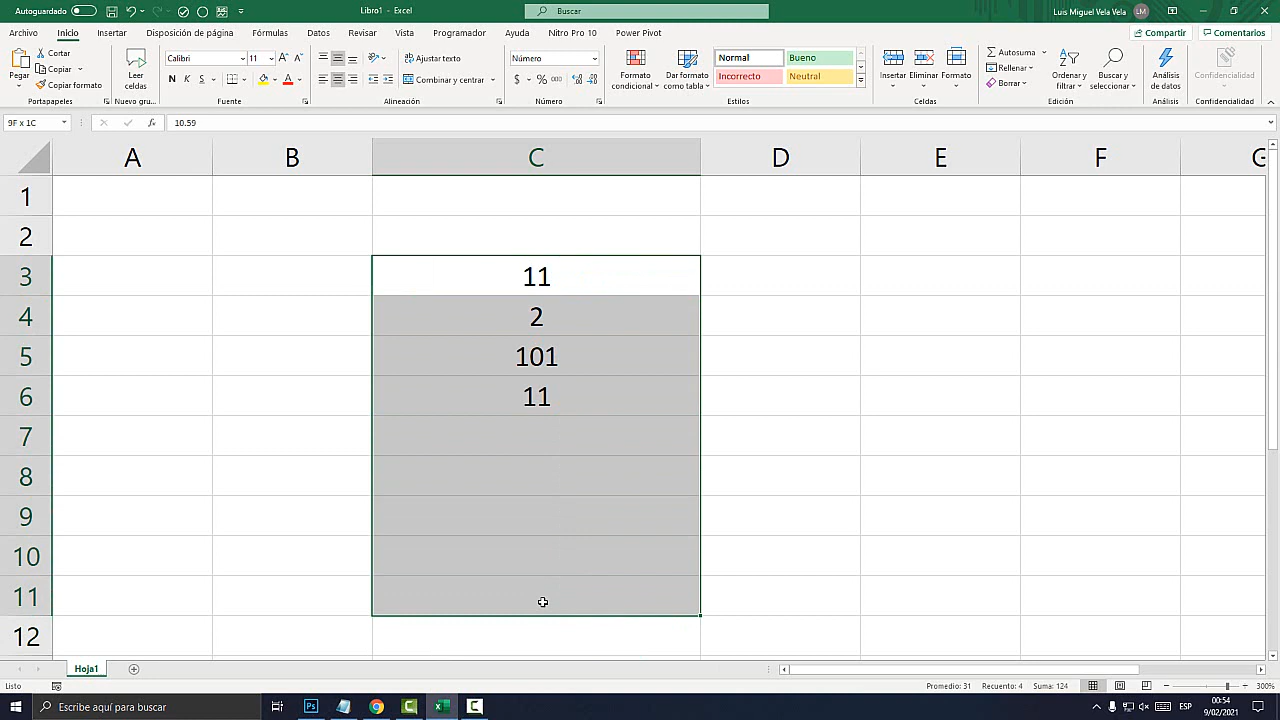 Autoguardado
Libro1 - Excel
Buscar
Luis Miguel Vela Vela
LM
Archivo Inicio Insertar Disposición de página Fórmulas Datos Revisar Vista Programador Ayuda Nitro Pro 10 Power Pivot
Compartir Comentarios
Pegar
Cortar
Copiar
Copiar formato
Portapapeles
Leer celdas
Nuevo gru...
Calibri 11
N K S
Fuente
Ajustar texto
Combinar y centrar
Alineación
Número
$ % 000
Número
Formato condicional
Dar formato como tabla
Normal Bueno
Incorrecto Neutral
Estilos
Insertar Eliminar Formato
Celdas
Autosuma
Rellenar
Borrar
Ordenar y filtrar
Buscar y seleccionar
Edición
Análisis de datos
Análisis
Confidencialidad
Confidencialidad
9F x 1C
fx
10.59
A B C D E F G
1
2
3 11
4 2
5 101
6 11
7
8
9
10
11
12
Hoja1
Listo
Promedio: 31 Recuento: 4 Suma: 124
300%
Escribe aquí para buscar
ESP
00:54
9/02/2021